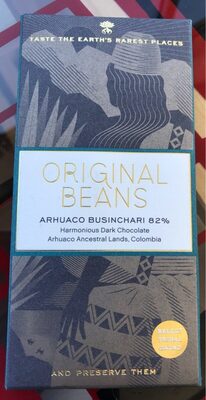 TASTE THE EARTH'S RAREST PLACES
ORIGINAL
BEANS
ARHUACO BUSINCHARI 82%
Harmonious Dark Chocolate
Arhuaco Ancestral Lands, Colombia
AND PRESERVE THEM